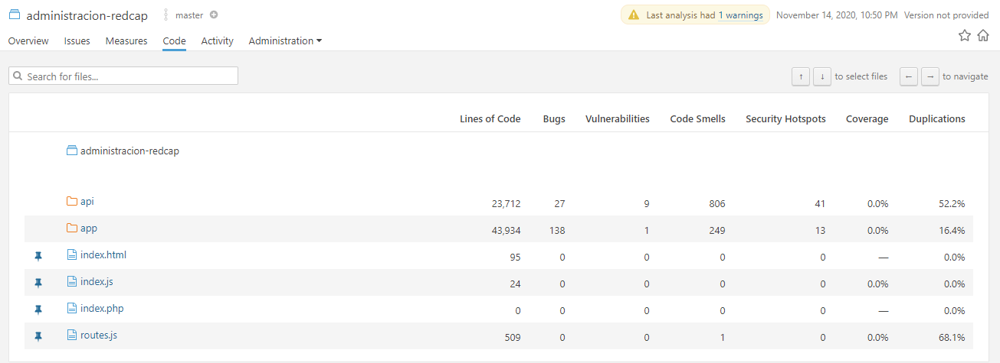 administracion-redcap master Last analysis had 1 warnings November 14, 2020, 10:50 PM Version not provided
Overview Issues Measures Code Activity Administration
Search for files... ↑ ↓ to select files ← → to navigate
Lines of Code Bugs Vulnerabilities Code Smells Security Hotspots Coverage Duplications
administracion-redcap
api 23,712 27 9 806 41 0.0% 52.2%
app 43,934 138 1 249 13 0.0% 16.4%
index.html 95 0 0 0 0 — 0.0%
index.js 24 0 0 0 0 0.0% 0.0%
index.php 0 0 0 0 0 — 0.0%
routes.js 509 0 0 1 0 0.0% 68.1%